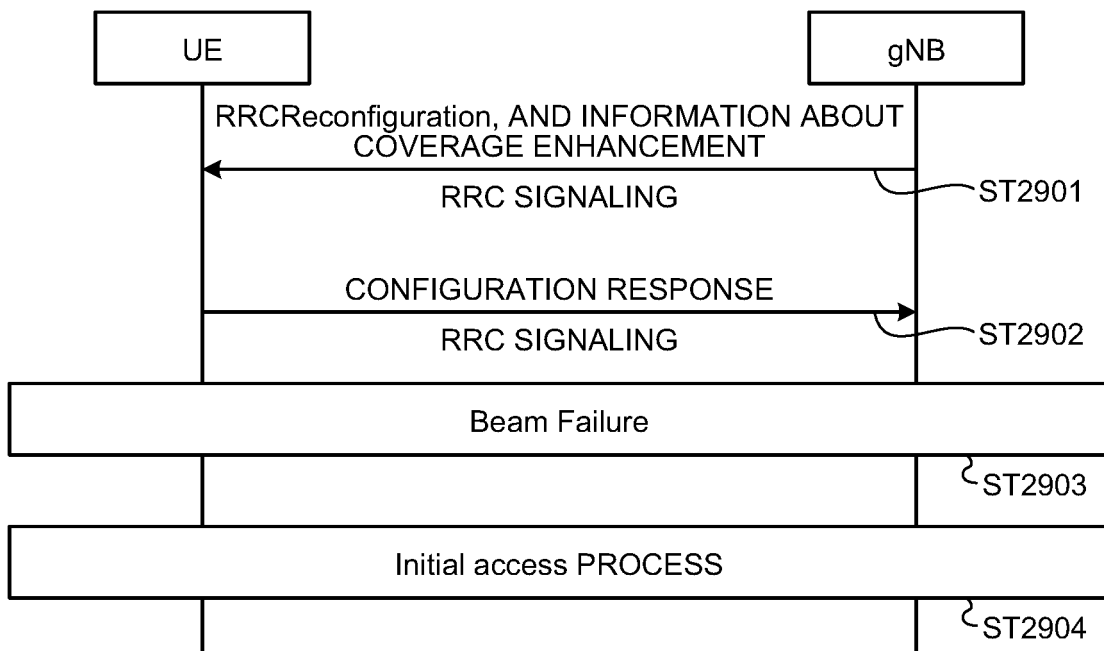 UE
gNB
RRCReconfiguration, AND INFORMATION ABOUT
COVERAGE ENHANCEMENT
RRC SIGNALING
ST2901
CONFIGURATION RESPONSE
RRC SIGNALING
ST2902
Beam Failure
ST2903
Initial access PROCESS
ST2904